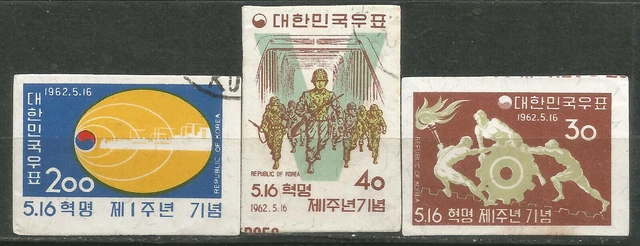 1962.5.16
대한민국우표
REPUBLIC OF KOREA
200
5.16 혁명 제1주년 기념
대한민국우표
REPUBLIC OF KOREA
5.16 혁명
40
1962.5.16
제1주년기념
대한민국우표
1962.5.16
30
REPUBLIC OF KOREA
5.16 혁명 제1주년 기념